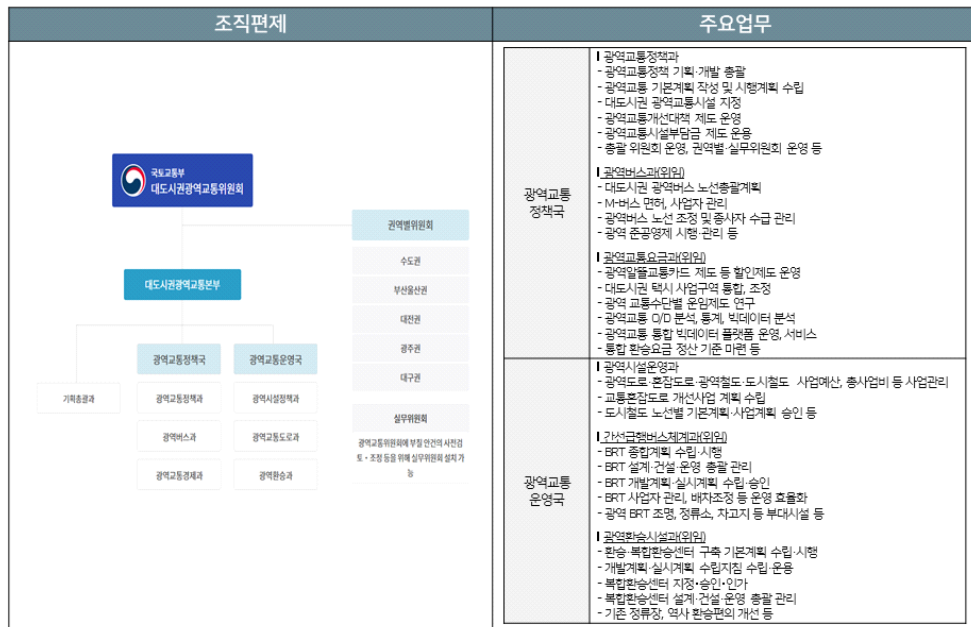 조직편제
주요업무
국토교통부
대도시권광역교통위원회
권역별위원회
수도권
부산울산권
대전권
광주권
대구권
실무위원회
광역교통위원회에 부칠 안건의 사전검
토·조정 등을 위해 실무위원회 설치 가
능
대도시권광역교통본부
기획총괄과
광역교통정책국
광역교통정책과
광역버스과
광역교통경제과
광역교통운영국
광역시설정책과
광역교통도로과
광역환승과
광역교통
정책국
Ⅰ 광역교통정책과
- 광역교통정책 기획·개발 총괄
- 광역교통 기본계획 작성 및 시행계획 수립
- 대도시권 광역교통시설 지정
- 광역교통개선대책 제도 운영
- 광역교통시설부담금 제도 운용
- 총괄 위원회 운영, 권역별·실무위원회 운영 등
Ⅰ 광역버스과(위임)
- 대도시권 광역버스 노선총괄계획
- M-버스 면허, 사업자 관리
- 광역버스 노선 조정 및 종사자 수급 관리
- 광역 준공영제 시행·관리 등
Ⅰ 광역교통요금과(위임)
- 광역알뜰교통카드 제도 등 할인제도 운영
- 대도시권 택시 사업구역 통합, 조정
- 광역 교통수단별 운임제도 연구
- 광역교통 O/D 분석, 통계, 빅데이터 분석
- 광역교통 통합 빅데이터 플랫폼 운영, 서비스
- 통합 환승요금 정산 기준 마련 등
광역교통
운영국
Ⅰ 광역시설운영과
- 광역도로·혼잡도로·광역철도·도시철도 사업예산, 총사업비 등 사업관리
- 교통혼잡도로 개선사업 계획 수립
- 도시철도 노선별 기본계획·사업계획 승인 등
Ⅰ 간선급행버스체계과(위임)
- BRT 종합계획 수립·시행
- BRT 설계·건설·운영 총괄 관리
- BRT 개발계획·실시계획 수립·승인
- BRT 사업자 관리, 배차조정 등 운영 효율화
- 광역 BRT 조명, 정류소, 차고지 등 부대시설 등
Ⅰ 광역환승시설과(위임)
- 환승·복합환승센터 구축 기본계획 수립·시행
- 개발계획·실시계획 수립지침 수립·운용
- 복합환승센터 지정·승인·인가
- 복합환승센터 설계·건설·운영 총괄 관리
- 기존 정류장, 역사 환승편의 개선 등